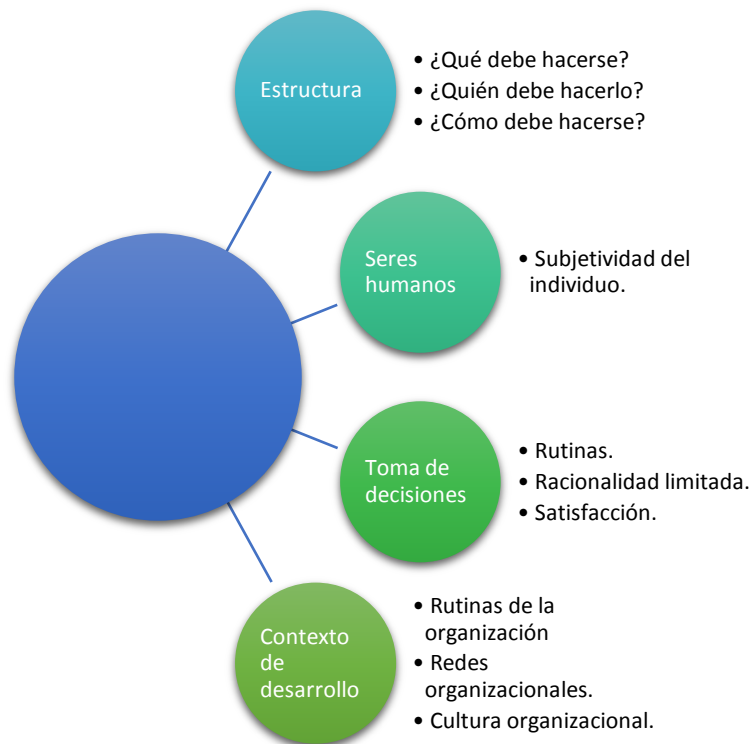 Estructura
• ¿Qué debe hacerse?
• ¿Quién debe hacerlo?
• ¿Cómo debe hacerse?
Seres
humanos
• Subjetividad del
individuo.
Toma de
decisiones
• Rutinas.
• Racionalidad limitada.
• Satisfacción.
Contexto
de
desarrollo
• Rutinas de la
organización
• Redes
organizacionales.
• Cultura organizacional.